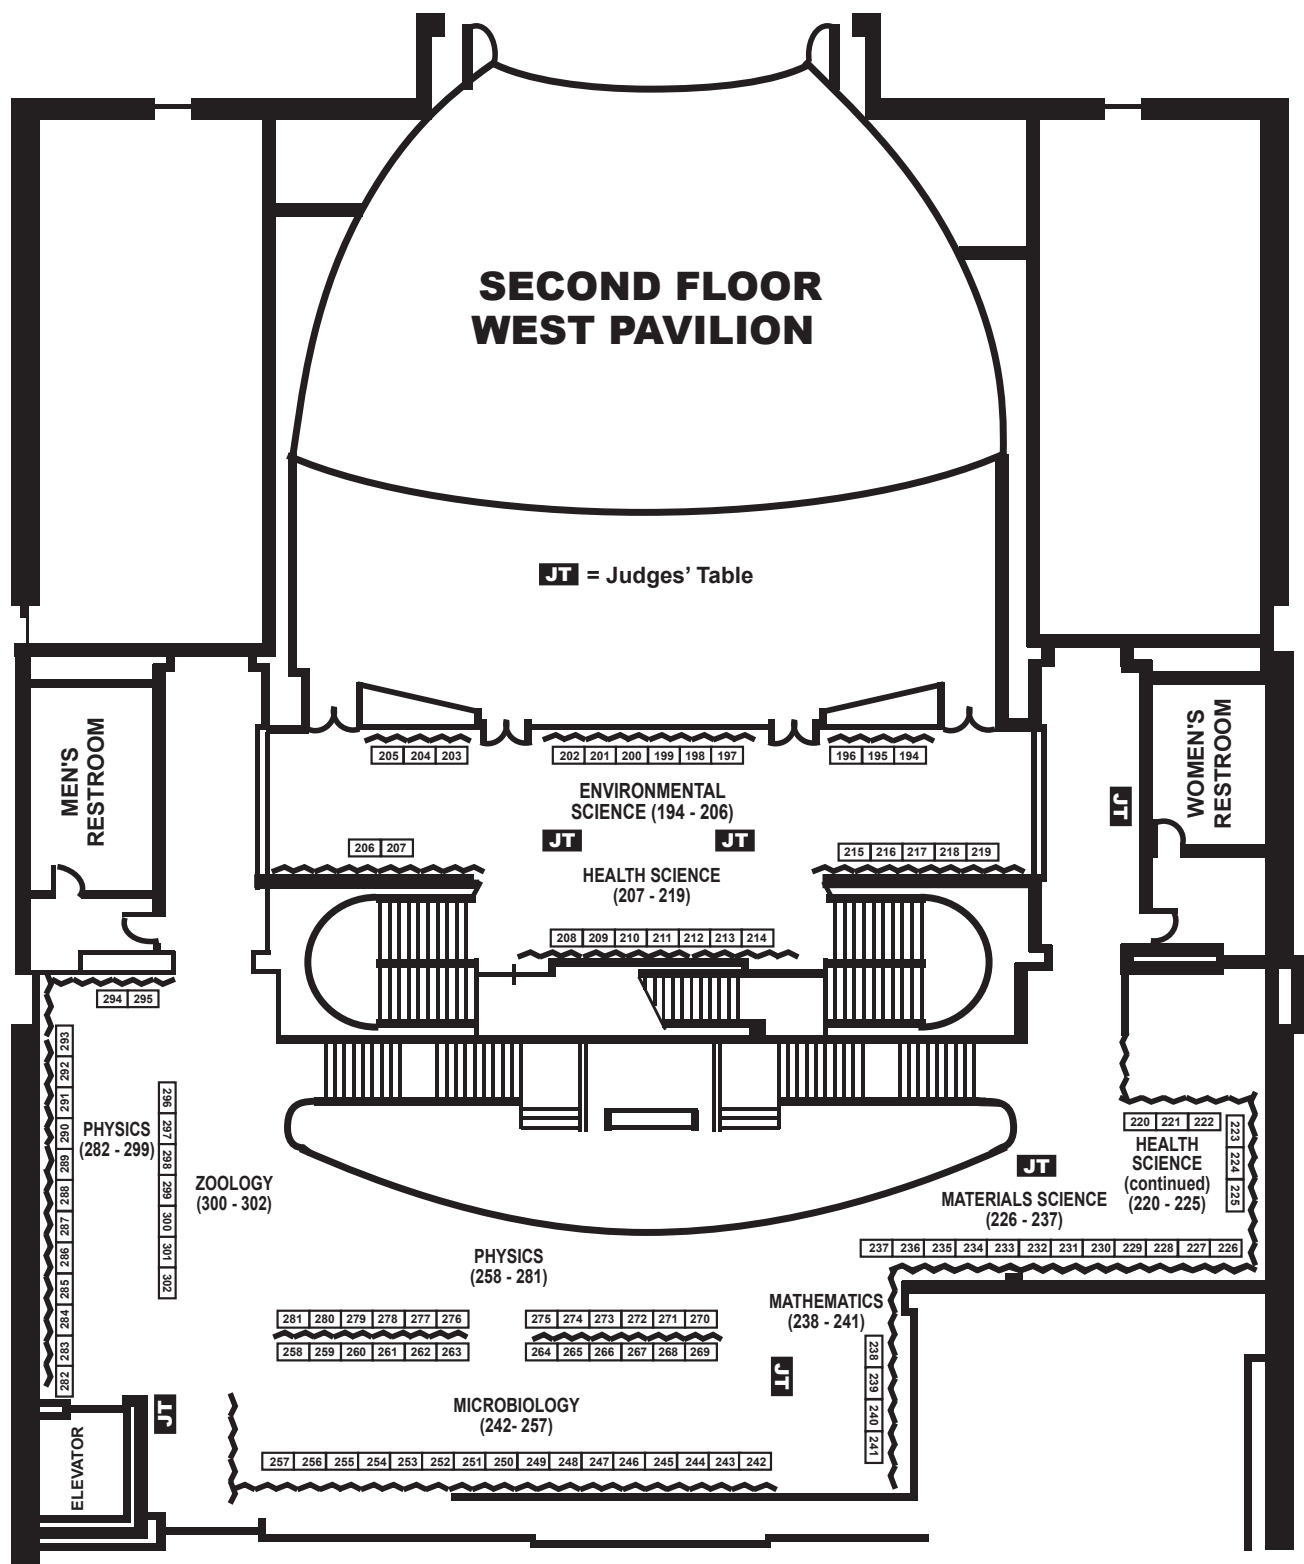 SECOND FLOOR
WEST PAVILION
JT = Judges' Table
MEN'S
RESTROOM
WOMEN'S
RESTROOM
205 204 203
202 201 200 199 198 197
196 195 194
ENVIRONMENTAL
SCIENCE (194 - 206)
JT
JT
JT
206 207
215 216 217 218 219
HEALTH SCIENCE
(207 - 219)
208 209 210 211 212 213 214
294 295
293
292
291
290
289
288
287
286
285
284
283
282
PHYSICS
(282 - 299)
296
297
298
299
300
301
302
ZOOLOGY
(300 - 302)
220 221 222
223
224
225
HEALTH
SCIENCE
(continued)
(220 - 225)
JT
MATERIALS SCIENCE
(226 - 237)
237 236 235 234 233 232 231 230 229 228 227 226
PHYSICS
(258 - 281)
281 280 279 278 277 276
275 274 273 272 271 270
258 259 260 261 262 263
264 265 266 267 268 269
MATHEMATICS
(238 - 241)
238
239
240
241
JT
JT
MICROBIOLOGY
(242- 257)
257 256 255 254 253 252 251 250 249 248 247 246 245 244 243 242
ELEVATOR